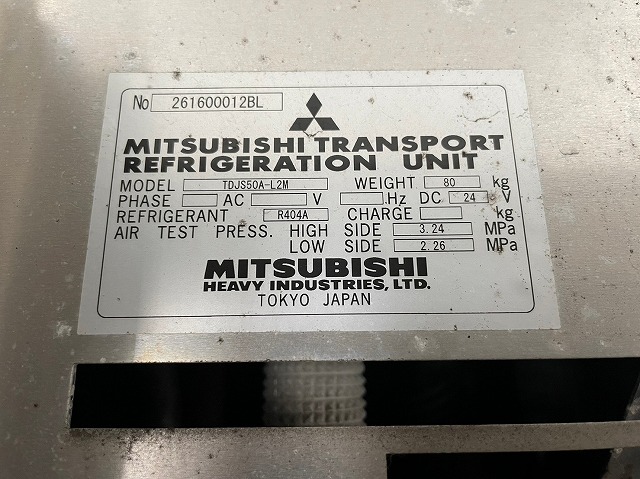 No 261600012BL
MITSUBISHI TRANSPORT
REFRIGERATION UNIT
MODEL TDJS50A-L2M WEIGHT 80 kg
PHASE AC V Hz DC 24 V
REFRIGERANT R404A CHARGE kg
AIR TEST PRESS. HIGH SIDE 3.24 MPa
LOW SIDE 2.26 MPa
MITSUBISHI
HEAVY INDUSTRIES, LTD.
TOKYO JAPAN